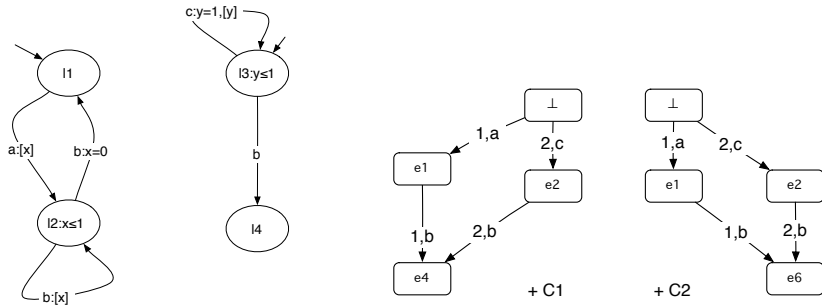 c:y=1,[y]
l1
l3:y≤1
a:[x]
b:x=0
b
l2:x≤1
l4
b:[x]
⊥
1,a
2,c
e1
e2
1,b
2,b
e4
+ C1
⊥
1,a
2,c
e1
e2
1,b
2,b
+ C2
e6